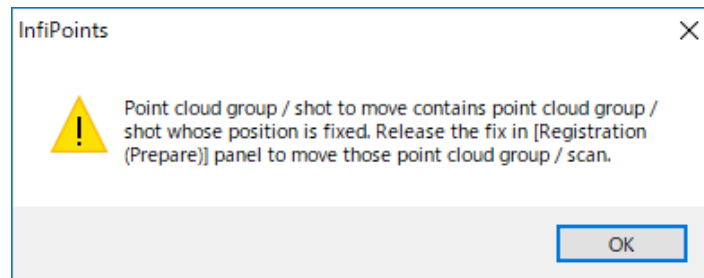 InfiPoints
Point cloud group / shot to move contains point cloud group /
shot whose position is fixed. Release the fix in [Registration
(Prepare)] panel to move those point cloud group / scan.
OK